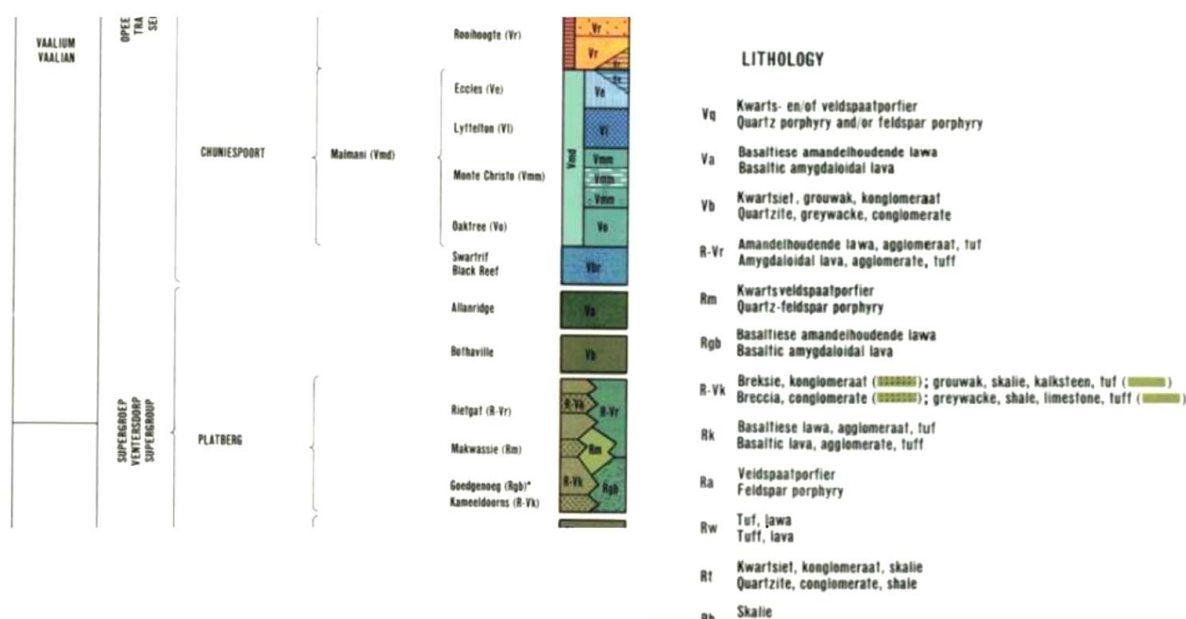 VAALIUM
VAALIAN
CHUNIESPOORT
Malmani (Vmd)
SUPERGROEP
VENTERSDORP
SUPERGROUP
PLATBERG
Rooihoogte (Vr)
Eccles (Ve)
Lyttelton (Vl)
Monte Christo (Vmm)
Oaktree (Vo)
Swartrif
Black Reef
Allanridge
Bothaville
Rietgat (R-Vr)
Makwassie (Rm)
Goedgenoeg (Rgb)*
Kameeldoorns (R-Vk)
Vr
Vr
Vr
Ve
Vl
Vmd
Vmm
Vmm
Vmm
Vo
Vbr
Va
Vb
R-Vk
R-Vr
Rm
R-Vk
Rgb
LITHOLOGY
Vq
Kwarts- en/of veldspaatporfier
Quartz porphyry and/or feldspar porphyry
Va
Basaltiese amandelhoudende lawa
Basaltic amygdaloidal lava
Vb
Kwartsiet, grouwak, konglomeraat
Quartzite, greywacke, conglomerate
R-Vr
Amandelhoudende lawa, agglomeraat, tuf
Amygdaloidal lava, agglomerate, tuff
Rm
Kwartsveldspaatporfier
Quartz-feldspar porphyry
Rgb
Basaltiese amandelhoudende lawa
Basaltic amygdaloidal lava
R-Vk
Breksie, konglomeraat ( ); grouwak, skalie, kalksteen, tuf ( )
Breccia, conglomerate ( ); greywacke, shale, limestone, tuff ( )
Rk
Basaltiese lawa, agglomeraat, tuf
Basaltic lava, agglomerate, tuff
Ra
Veldspaatporfier
Feldspar porphyry
Rw
Tuf, lawa
Tuff, lava
Rt
Kwartsiet, konglomeraat, skalie
Quartzite, conglomerate, shale
Skalie